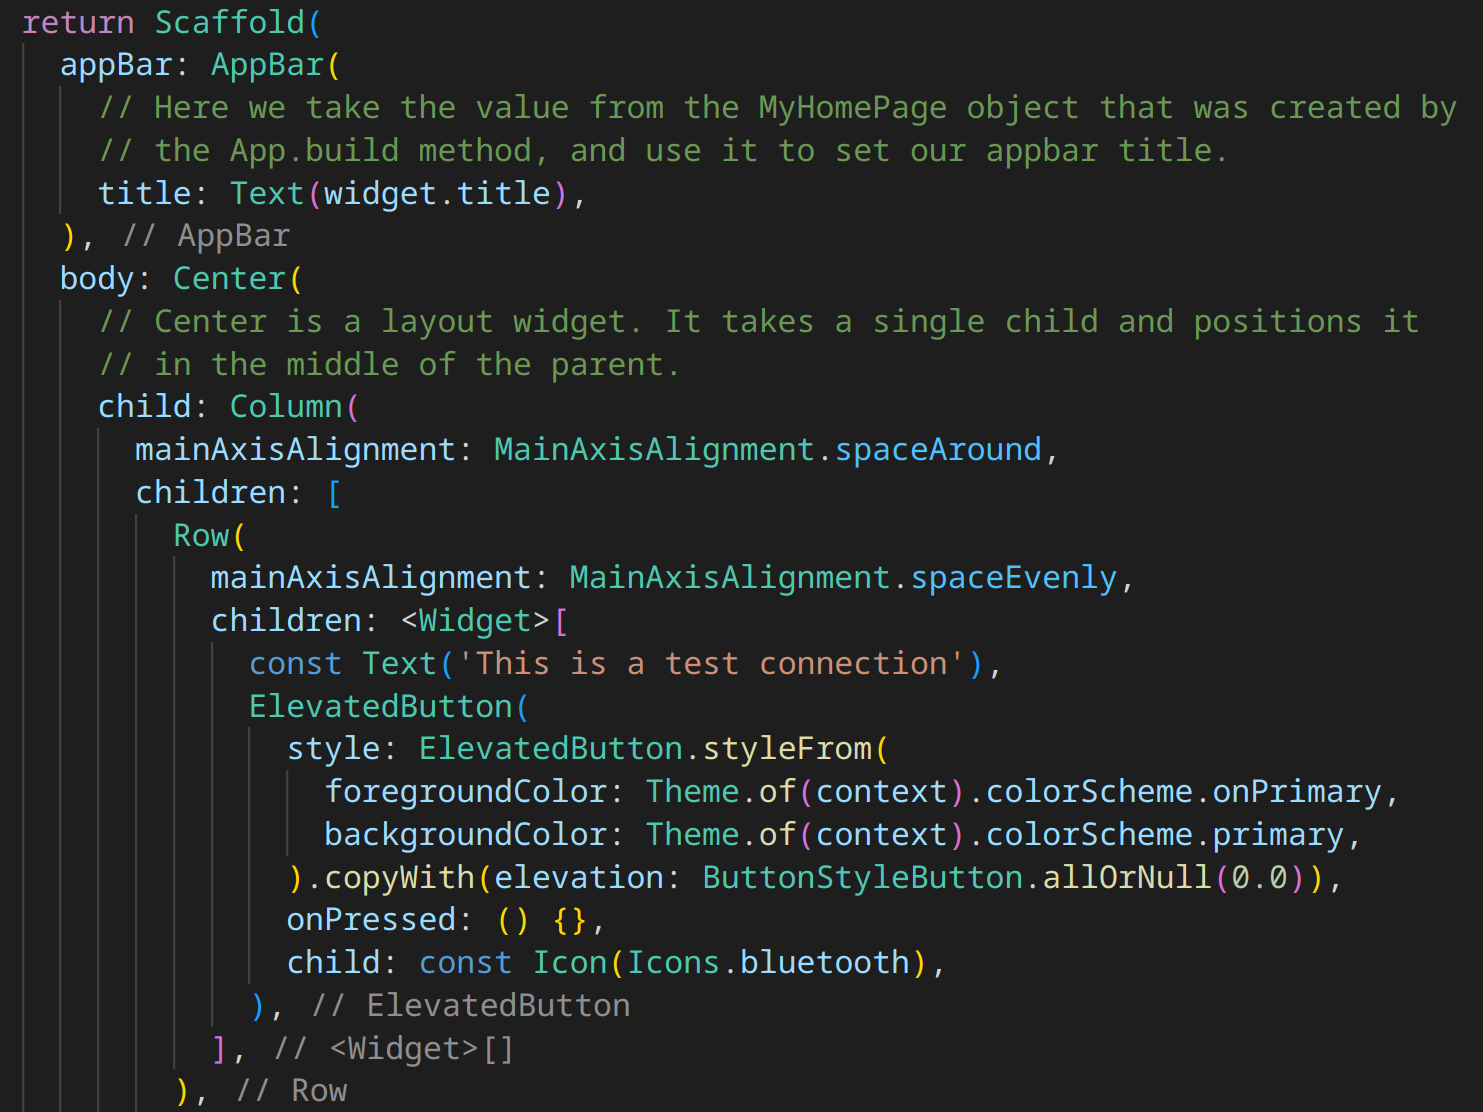 return Scaffold(
appBar: AppBar(
// Here we take the value from the MyHomePage object that was created by
// the App.build method, and use it to set our appbar title.
title: Text(widget.title),
), // AppBar
body: Center(
// Center is a layout widget. It takes a single child and positions it
// in the middle of the parent.
child: Column(
mainAxisAlignment: MainAxisAlignment.spaceAround,
children: [
Row(
mainAxisAlignment: MainAxisAlignment.spaceEvenly,
children: <Widget>[
const Text('This is a test connection'),
ElevatedButton(
style: ElevatedButton.styleFrom(
foregroundColor: Theme.of(context).colorScheme.onPrimary,
backgroundColor: Theme.of(context).colorScheme.primary,
).copyWith(elevation: ButtonStyleButton.allOrNull(0.0)),
onPressed: () {},
child: const Icon(Icons.bluetooth),
), // ElevatedButton
], // <Widget>[]
), // Row